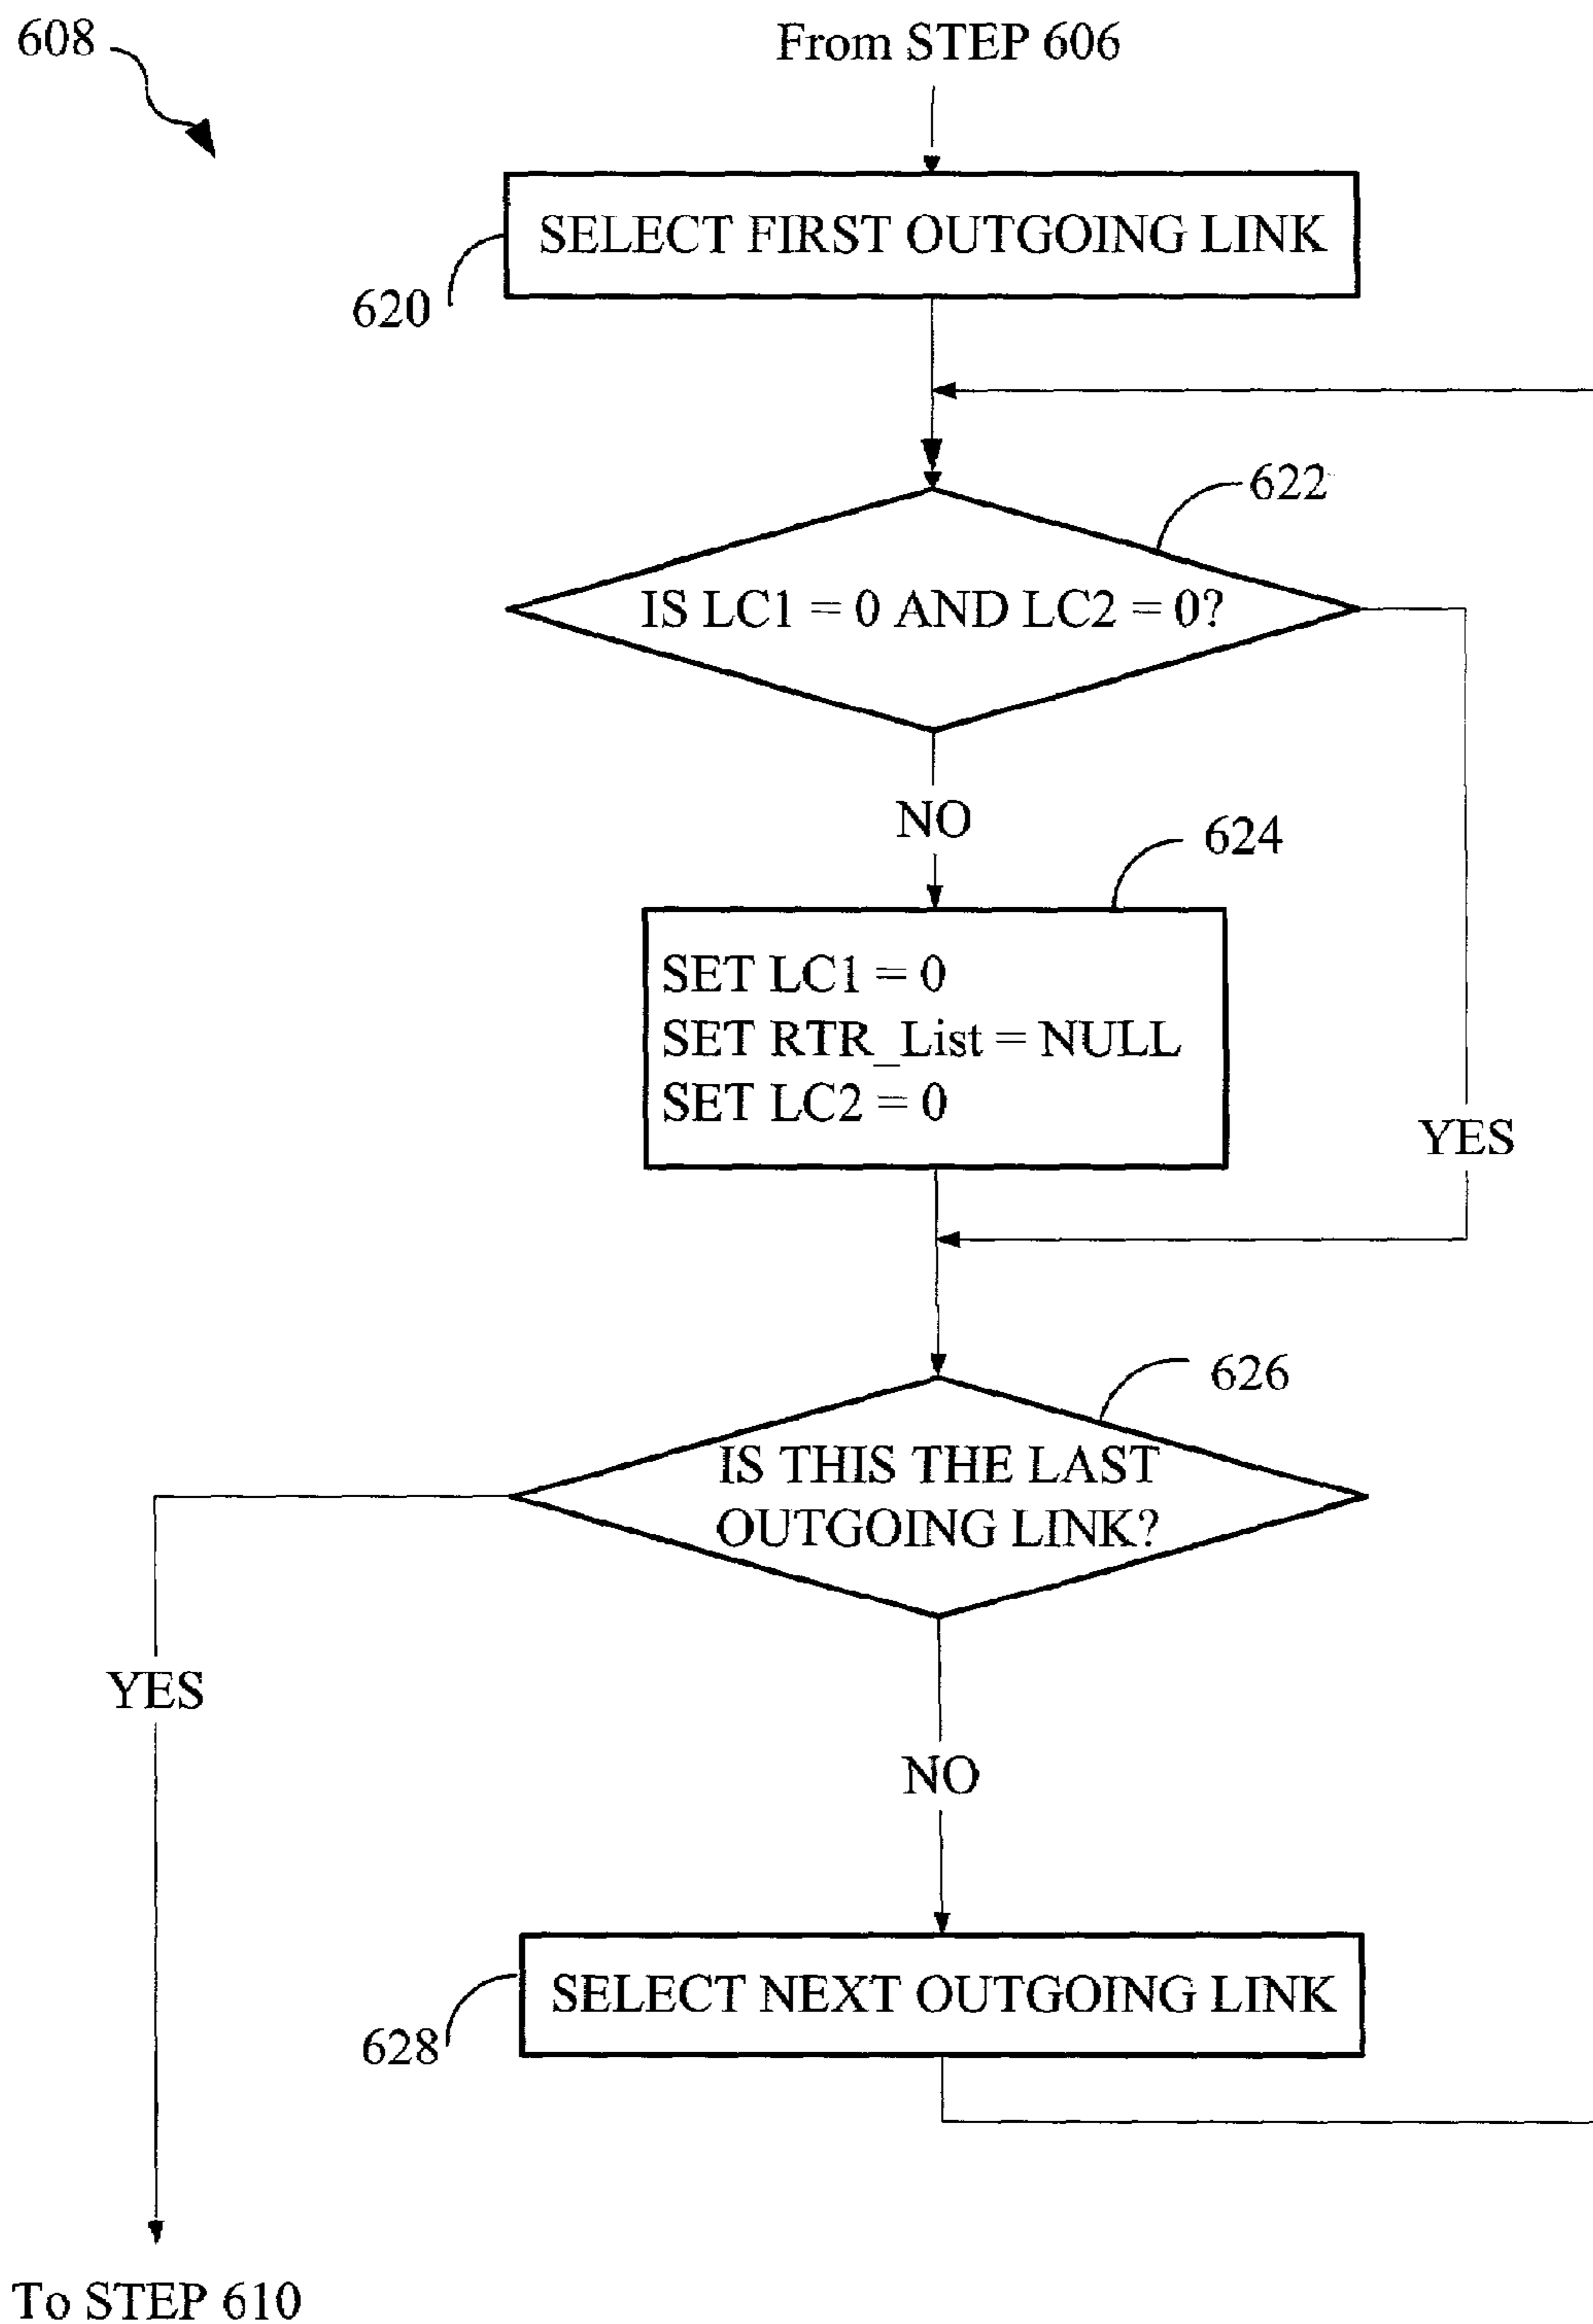 608
From STEP 606
SELECT FIRST OUTGOING LINK
620
622
IS LC1 = 0 AND LC2 = 0?
NO
624
SET LC1 = 0
SET RTR_List = NULL
SET LC2 = 0
YES
626
IS THIS THE LAST
OUTGOING LINK?
YES
NO
SELECT NEXT OUTGOING LINK
628
To STEP 610